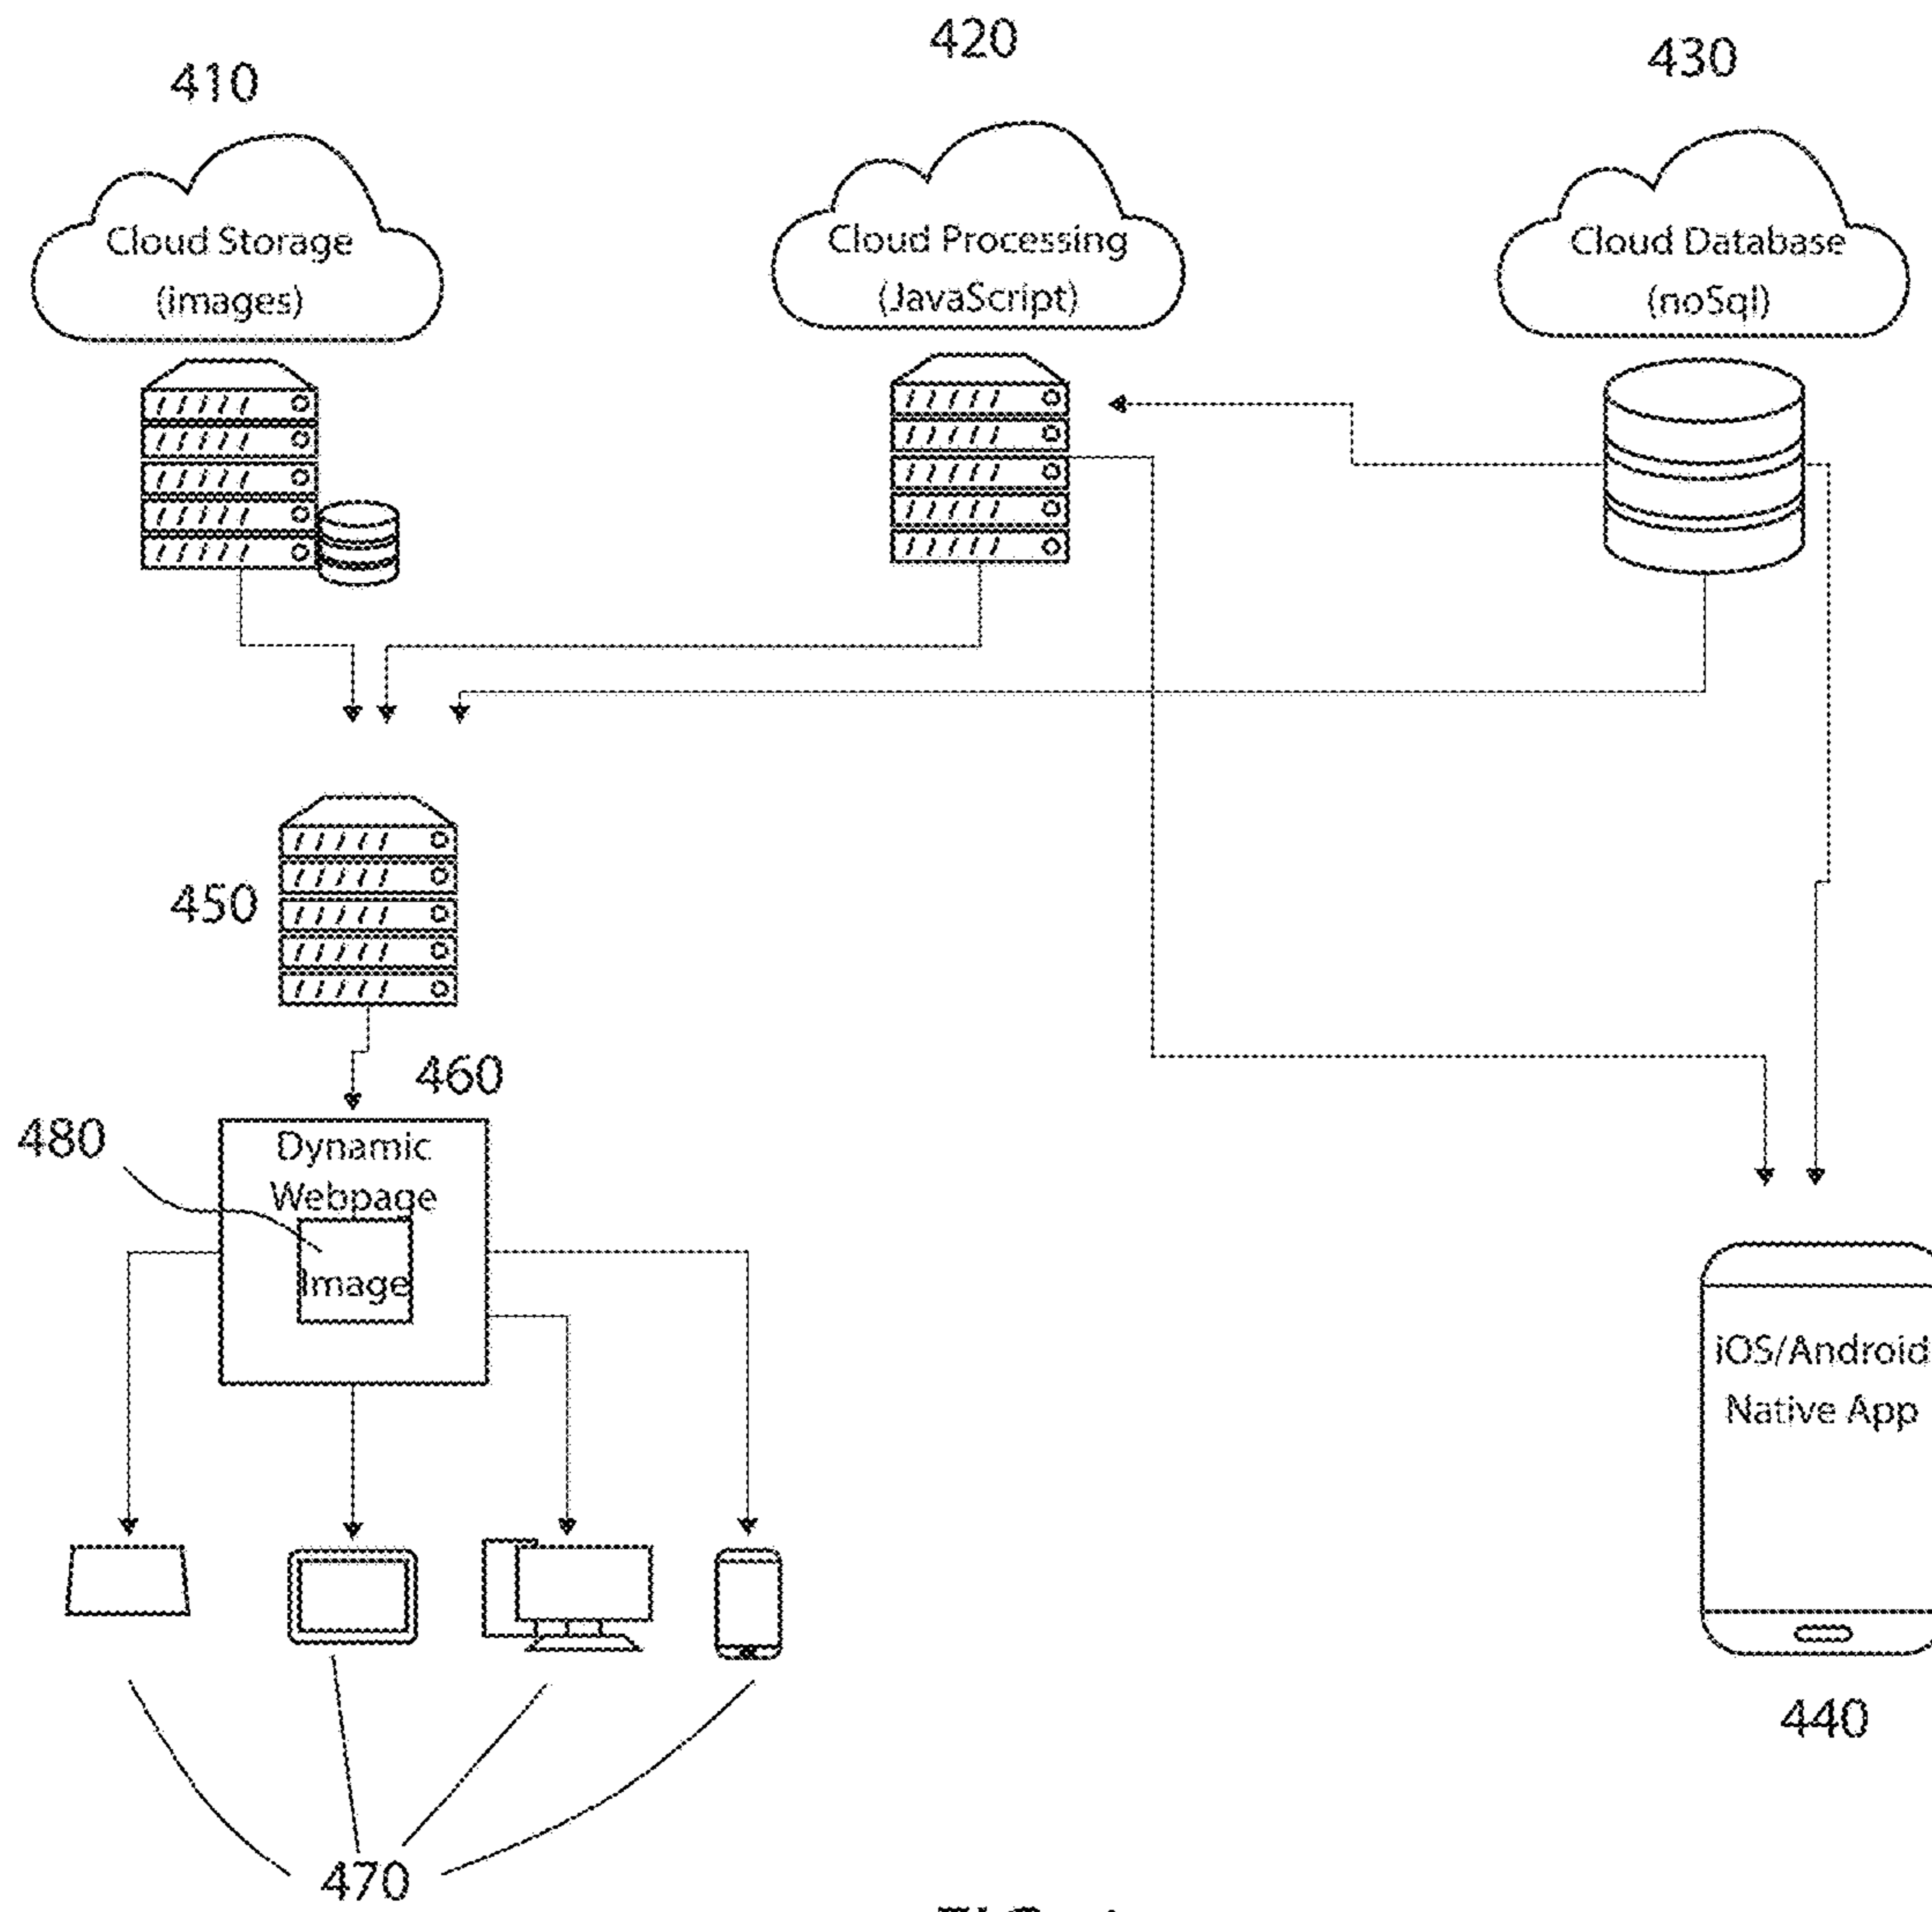 410
420
430
Cloud Storage
(images)
Cloud Processing
(JavaScript)
Cloud Database
(noSql)
450
460
480
Dynamic
Webpage
Image
iOS/Android
Native App
440
470